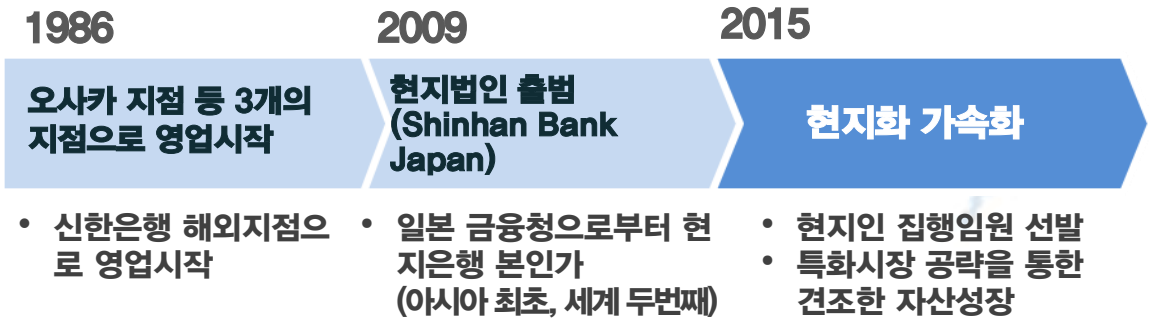 1986
오사카 지점 등 3개의
지점으로 영업시작
• 신한은행 해외지점으
로 영업시작
2009
현지법인 출범
(Shinhan Bank
Japan)
• 일본 금융청으로부터 현
지은행 본인가
(아시아 최초, 세계 두번째)
2015
현지화 가속화
• 현지인 집행임원 선발
• 특화시장 공략을 통한
견조한 자산성장